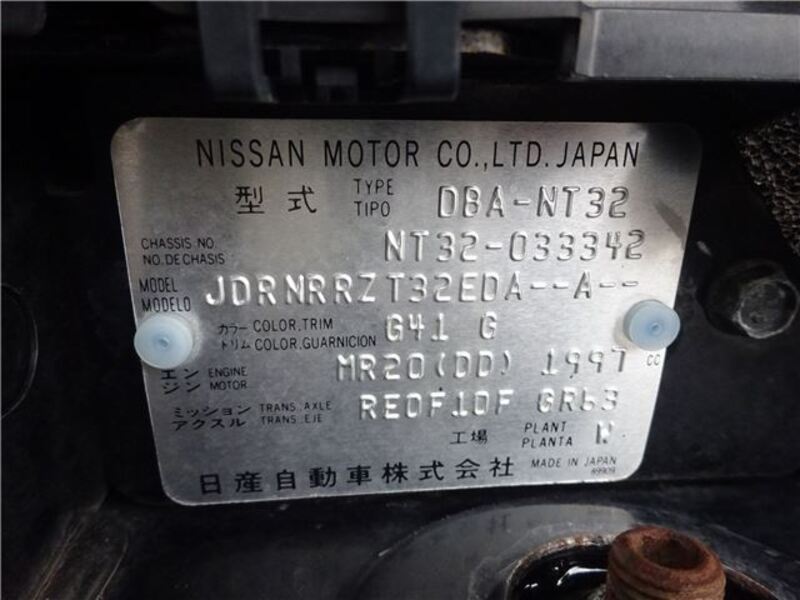 NISSAN MOTOR CO.,LTD. JAPAN
型式 TYPE TIPO DBA-NT32
CHASSIS NO. NO. DE CHASIS NT32-033342
MODEL MODELO JDRNRRZT32EDA--A--
カラー COLOR,TRIM トリム COLOR,GUARNICION G41 G
エンジン ENGINE MOTOR MR20(DD) 1997 CC
ミッション TRANS. AXLE アクスル TRANS. EJE RE0F10F GR63
工場 PLANT PLANTA W
日産自動車株式会社 MADE IN JAPAN
89909